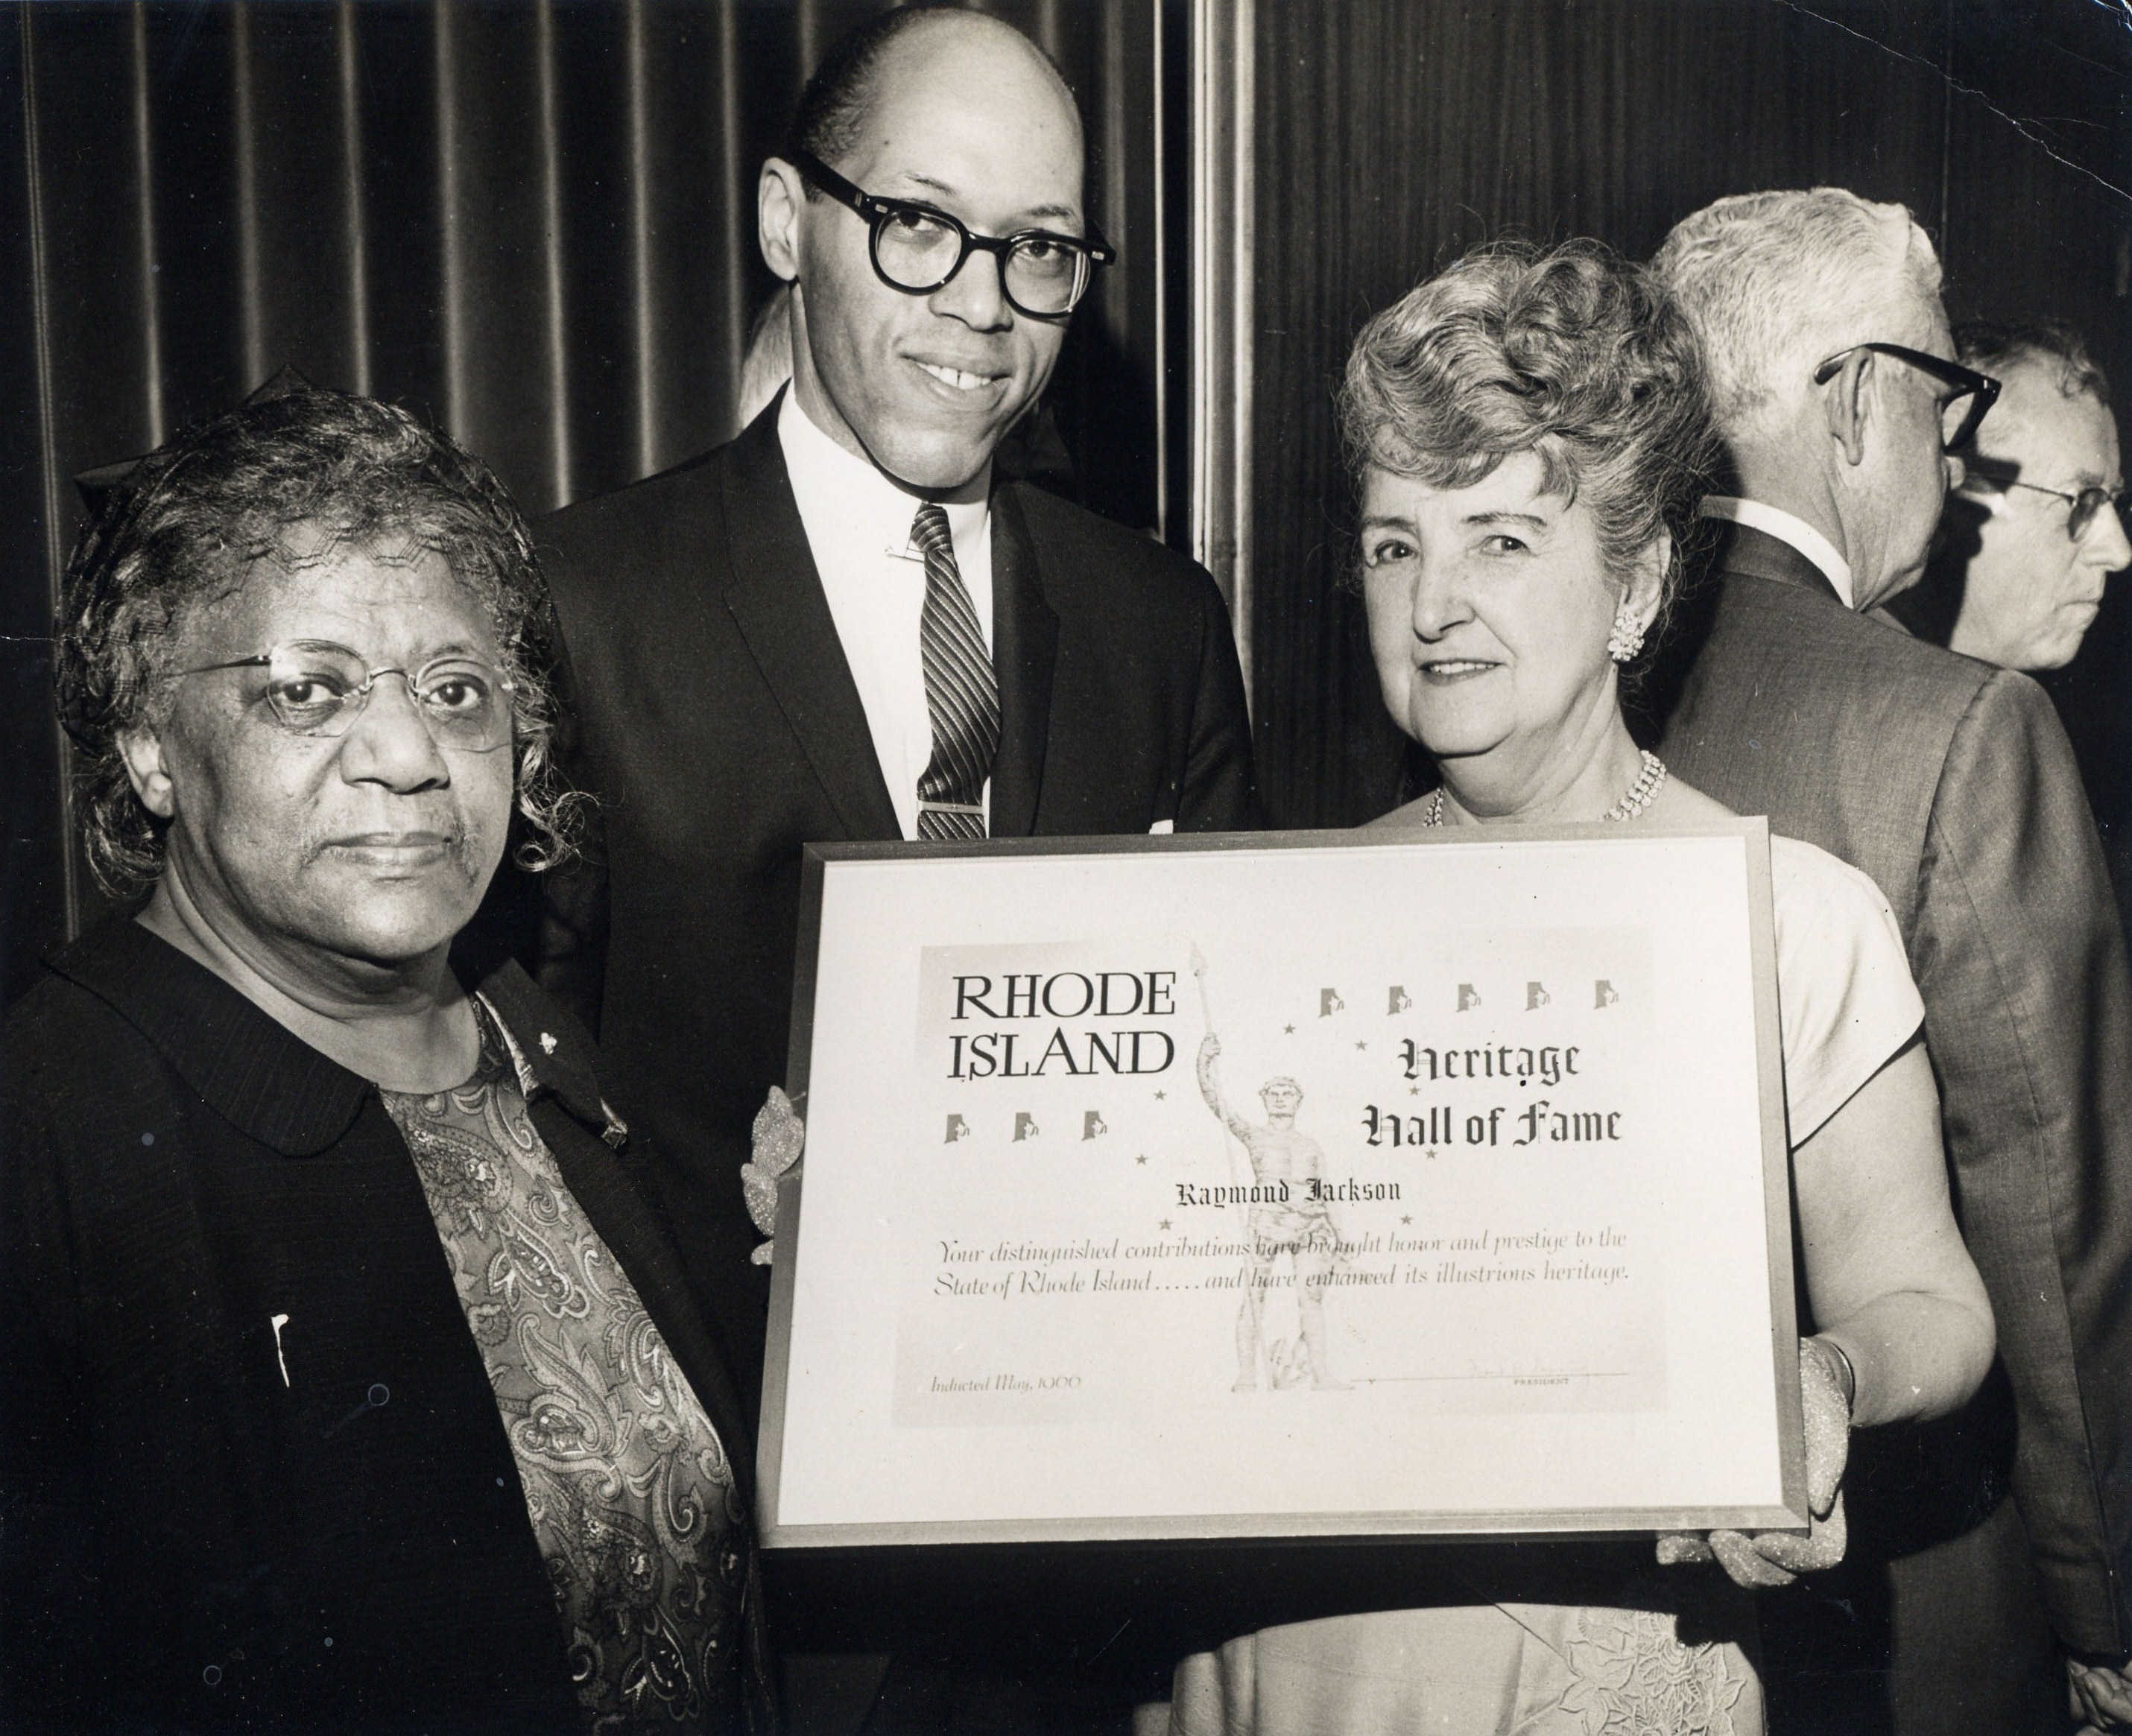 RHODE
ISLAND
Heritage
Hall of Fame
Raymond Jackson
Your distinguished contributions have brought honor and prestige to the
State of Rhode Island.....and have enhanced its illustrious heritage.
Inducted May,
PRESIDENT